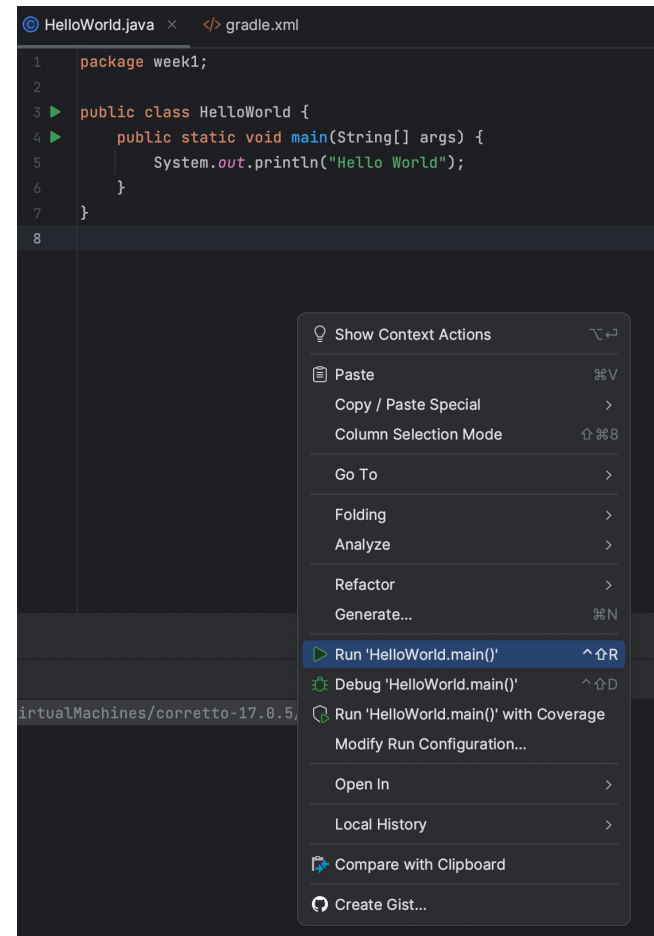 HelloWorld.java
gradle.xml
1 package week1;
2
3 public class HelloWorld {
4     public static void main(String[] args) {
5         System.out.println("Hello World");
6     }
7 }
8
Show Context Actions ⌥⏎
Paste ⌘V
Copy / Paste Special
Column Selection Mode ⇧⌘8
Go To
Folding
Analyze
Refactor
Generate... ⌘N
Run 'HelloWorld.main()' ^⇧R
Debug 'HelloWorld.main()' ^⇧D
irtualMachines/corretto-17.0.5/
Run 'HelloWorld.main()' with Coverage
Modify Run Configuration...
Open In
Local History
Compare with Clipboard
Create Gist...